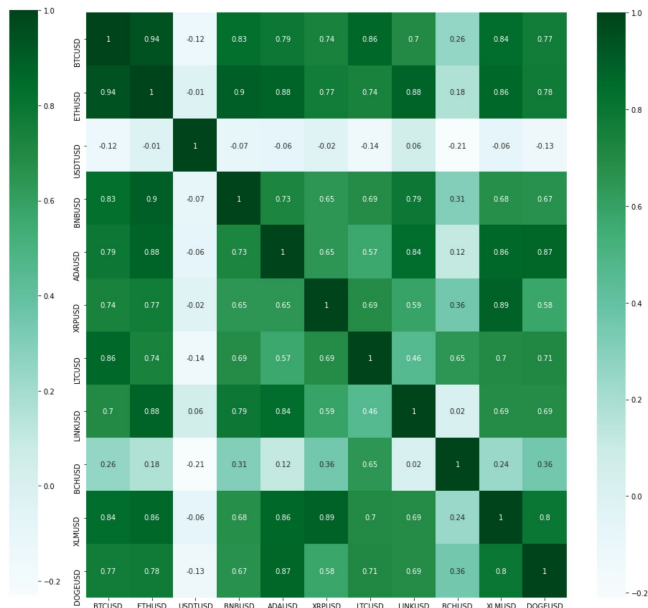 1.0
0.8
0.6
0.4
0.2
0.0
−0.2
BTCUSD 1 0.94 -0.12 0.83 0.79 0.74 0.86 0.7 0.26 0.84 0.77
ETHUSD 0.94 1 -0.01 0.9 0.88 0.77 0.74 0.88 0.18 0.86 0.78
USDTUSD -0.12 -0.01 1 -0.07 -0.06 -0.02 -0.14 0.06 -0.21 -0.06 -0.13
BNBUSD 0.83 0.9 -0.07 1 0.73 0.65 0.69 0.79 0.31 0.68 0.67
ADAUSD 0.79 0.88 -0.06 0.73 1 0.65 0.57 0.84 0.12 0.86 0.87
XRPUSD 0.74 0.77 -0.02 0.65 0.65 1 0.69 0.59 0.36 0.89 0.58
LTCUSD 0.86 0.74 -0.14 0.69 0.57 0.69 1 0.46 0.65 0.7 0.71
LINKUSD 0.7 0.88 0.06 0.79 0.84 0.59 0.46 1 0.02 0.69 0.69
BCHUSD 0.26 0.18 -0.21 0.31 0.12 0.36 0.65 0.02 1 0.24 0.36
XLMUSD 0.84 0.86 -0.06 0.68 0.86 0.89 0.7 0.69 0.24 1 0.8
DOGEUSD 0.77 0.78 -0.13 0.67 0.87 0.58 0.71 0.69 0.36 0.8 1
BTCUSD ETHUSD USDTUSD BNBUSD ADAUSD XRPUSD LTCUSD LINKUSD BCHUSD XLMUSD DOGEUSD
1.0
0.8
0.6
0.4
0.2
0.0
−0.2